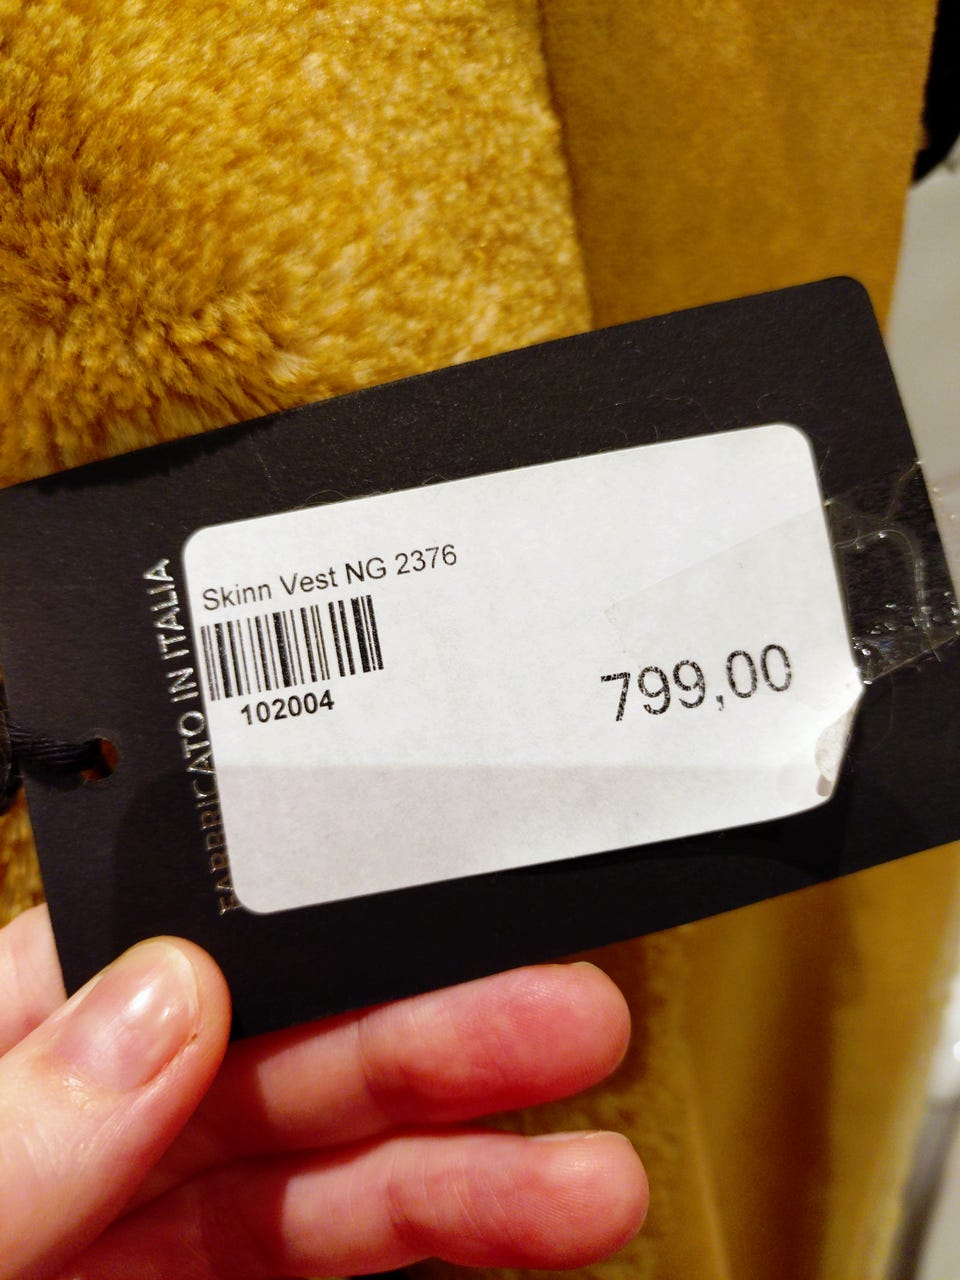 FABBRICATO IN ITALIA
Skinn Vest NG 2376
102004
799,00